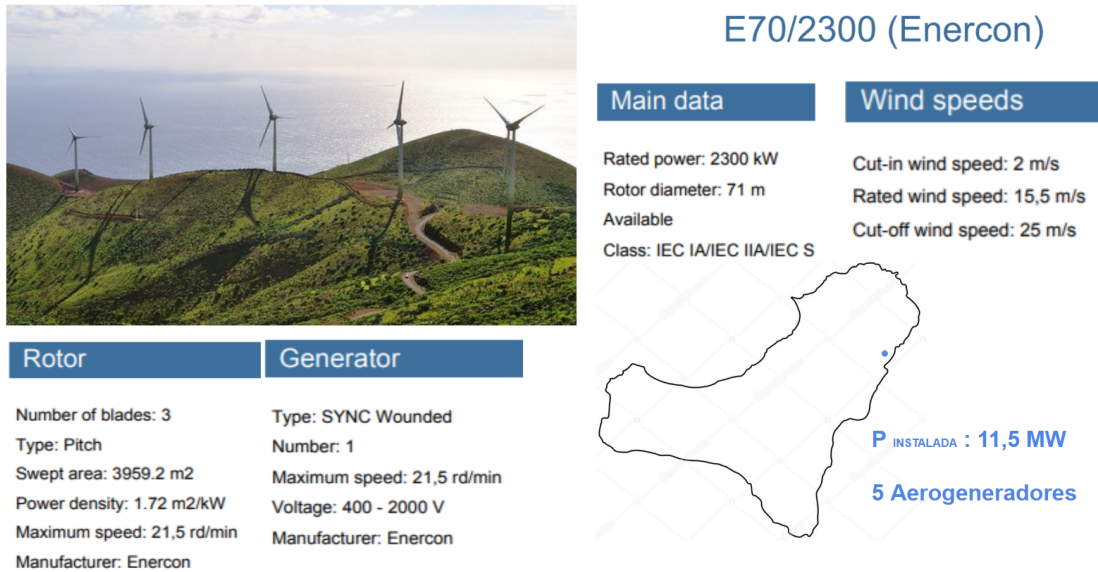 E70/2300 (Enercon)
Main data
Rated power: 2300 kW
Rotor diameter: 71 m
Available
Class: IEC IA/IEC IIA/IEC S
Wind speeds
Cut-in wind speed: 2 m/s
Rated wind speed: 15,5 m/s
Cut-off wind speed: 25 m/s
Rotor
Number of blades: 3
Type: Pitch
Swept area: 3959.2 m2
Power density: 1.72 m2/kW
Maximum speed: 21,5 rd/min
Manufacturer: Enercon
Generator
Type: SYNC Wounded
Number: 1
Maximum speed: 21,5 rd/min
Voltage: 400 - 2000 V
Manufacturer: Enercon
P INSTALADA : 11,5 MW
5 Aerogeneradores